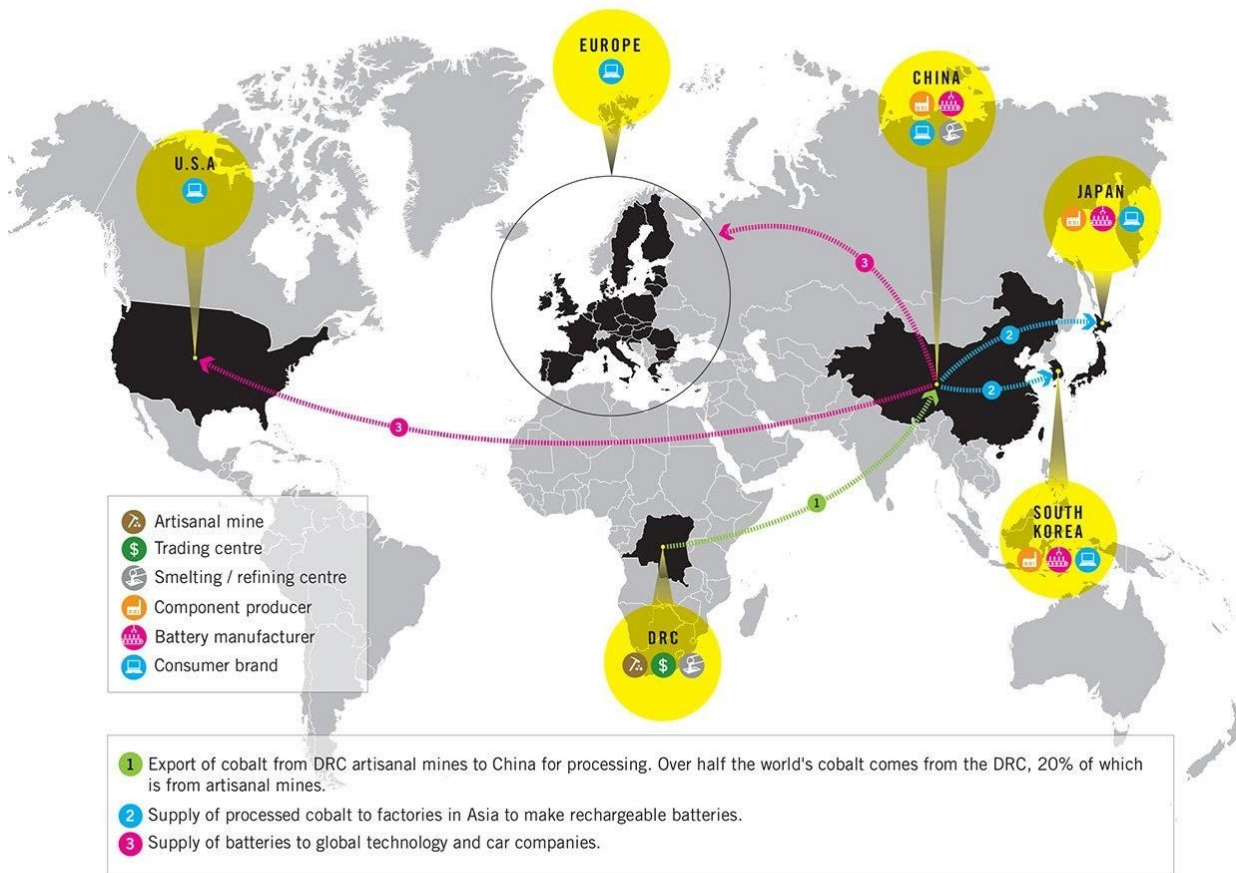 EUROPE
CHINA
U.S.A
JAPAN
2
3
2
3
1
SOUTH
KOREA
DRC
$
Artisanal mine
$ Trading centre
Smelting / refining centre
Component producer
Battery manufacturer
Consumer brand
1 Export of cobalt from DRC artisanal mines to China for processing. Over half the world's cobalt comes from the DRC, 20% of which
is from artisanal mines.
2 Supply of processed cobalt to factories in Asia to make rechargeable batteries.
3 Supply of batteries to global technology and car companies.